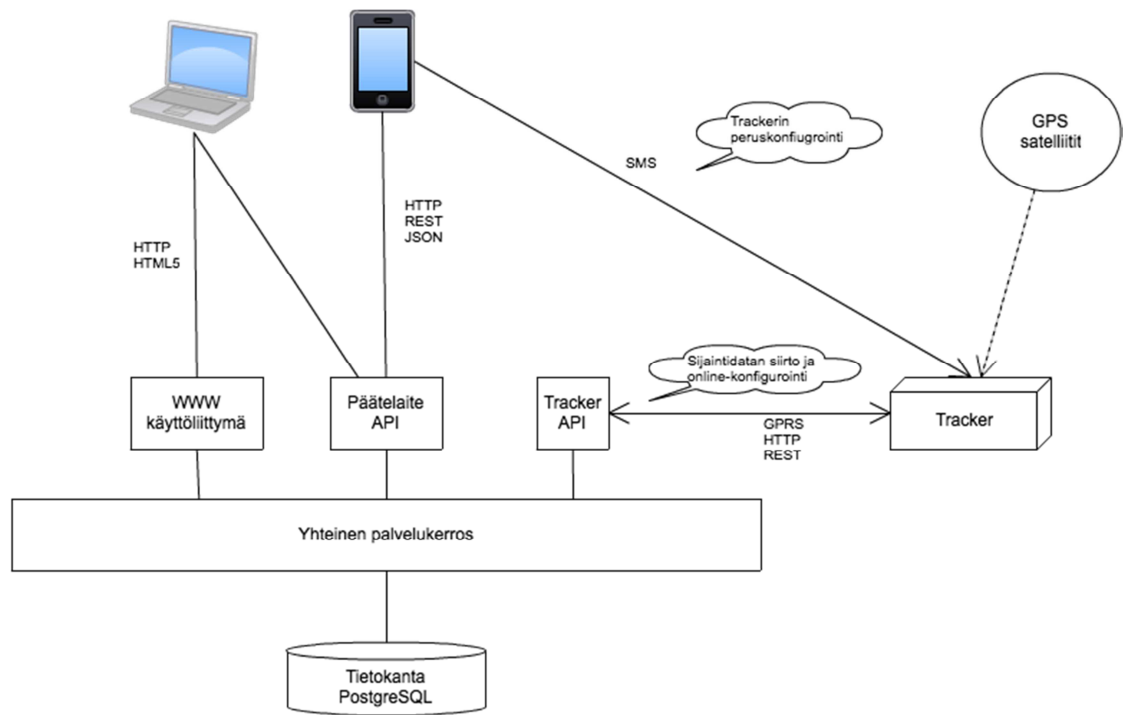 Trackerin
peruskonfiugrointi
GPS
satelliitit
SMS
HTTP
REST
JSON
HTTP
HTML5
Sijaintidatan siirto ja
online-konfigurointi
WWW
käyttöliittymä
Päätelaite
API
Tracker
API
GPRS
HTTP
REST
Tracker
Yhteinen palvelukerros
Tietokanta
PostgreSQL